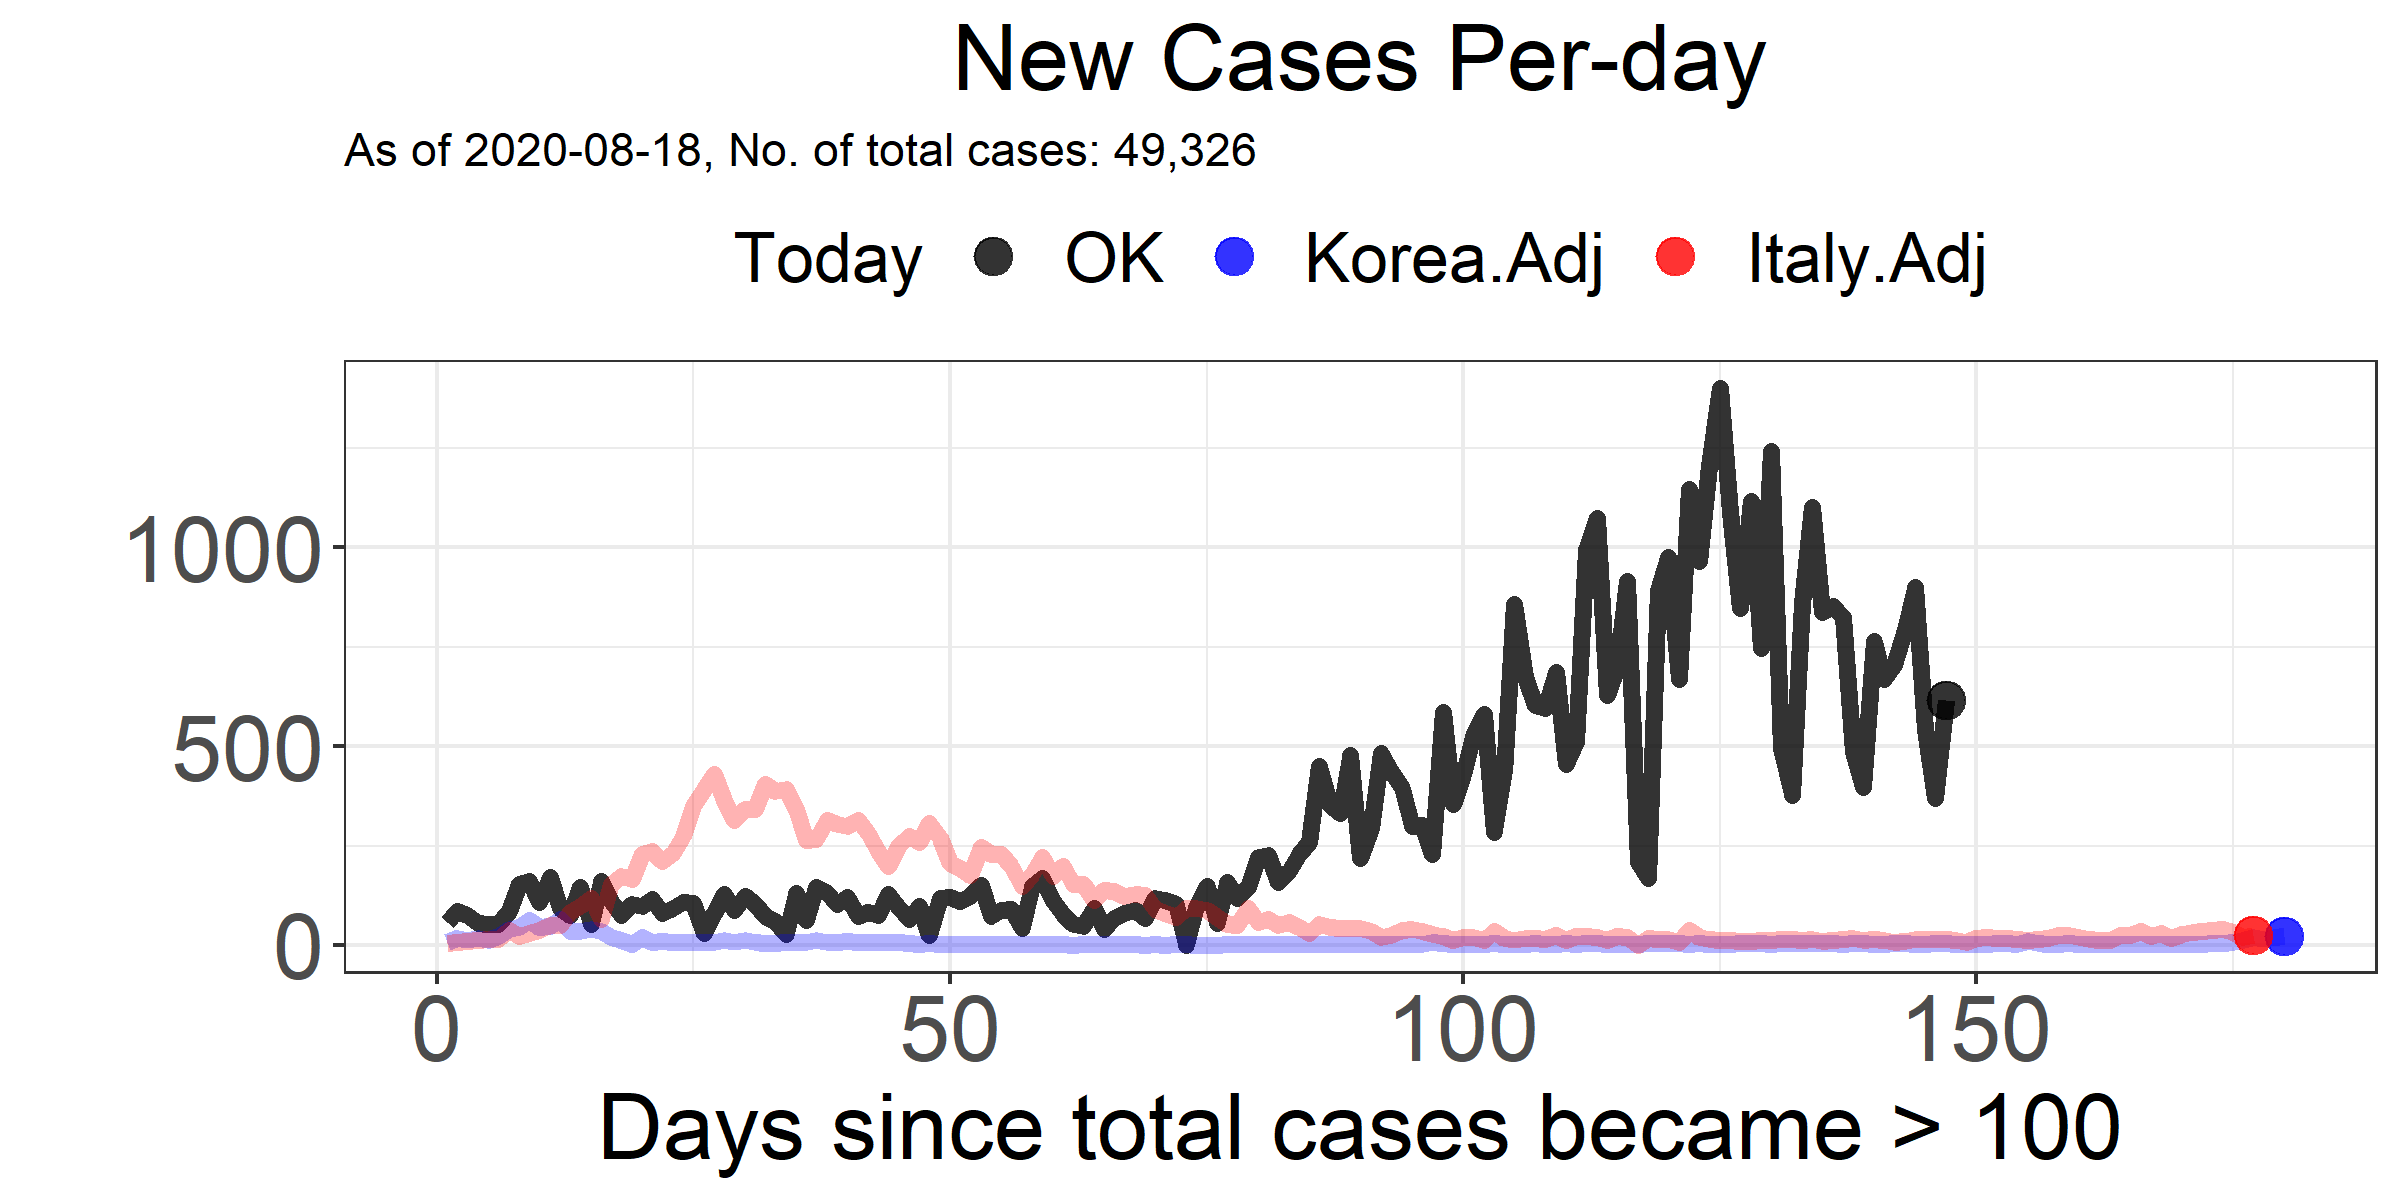 New Cases Per-day
As of 2020-08-18, No. of total cases: 49,326
Today OK Korea.Adj Italy.Adj
1000
500
0
0 50 100 150
Days since total cases became > 100